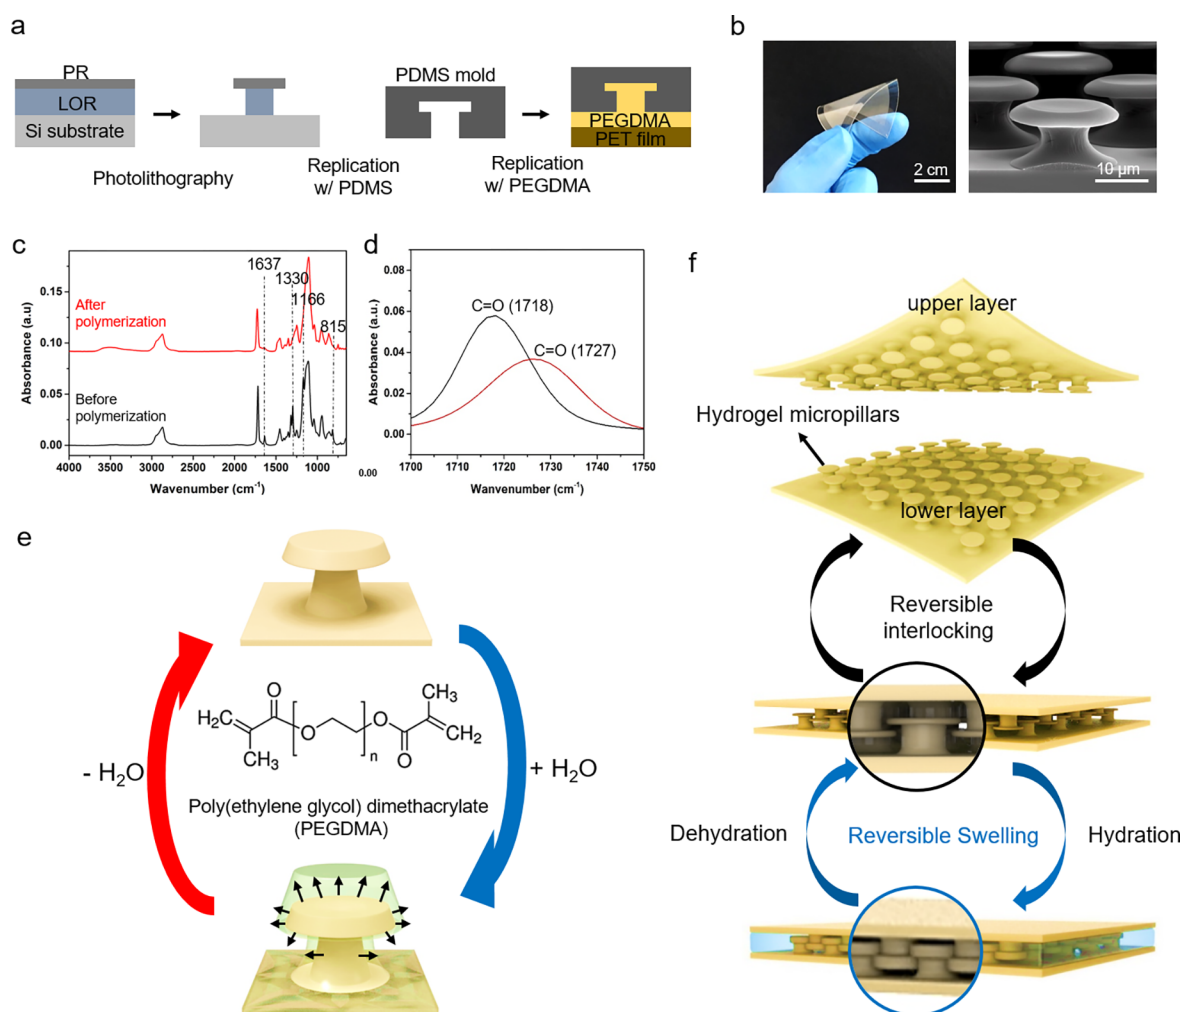 a
PR
LOR
Si substrate
Photolithography
Replication
w/ PDMS
PDMS mold
Replication
w/ PEGDMA
PEGDMA
PET film
b
2 cm
10 μm
c
Absorbance (a.u)
0.15
0.10
0.05
0.00
1637
1330
1166
815
After
polymerization
Before
polymerization
4000
3500
3000
2500
2000
1500
1000
Wavenumber (cm-1)
d
Absorbance (a.u.)
0.08
0.06
0.04
0.02
0.00
0.00
C=O (1718)
C=O (1727)
1700
1710
1720
1730
1740
1750
Wanvenumber (cm-1)
e
H2C
O
CH3
O
n
O
O
CH3
CH2
- H2O
+ H2O
Poly(ethylene glycol) dimethacrylate
(PEGDMA)
f
upper layer
Hydrogel micropillars
lower layer
Reversible
interlocking
Dehydration
Reversible Swelling
Hydration